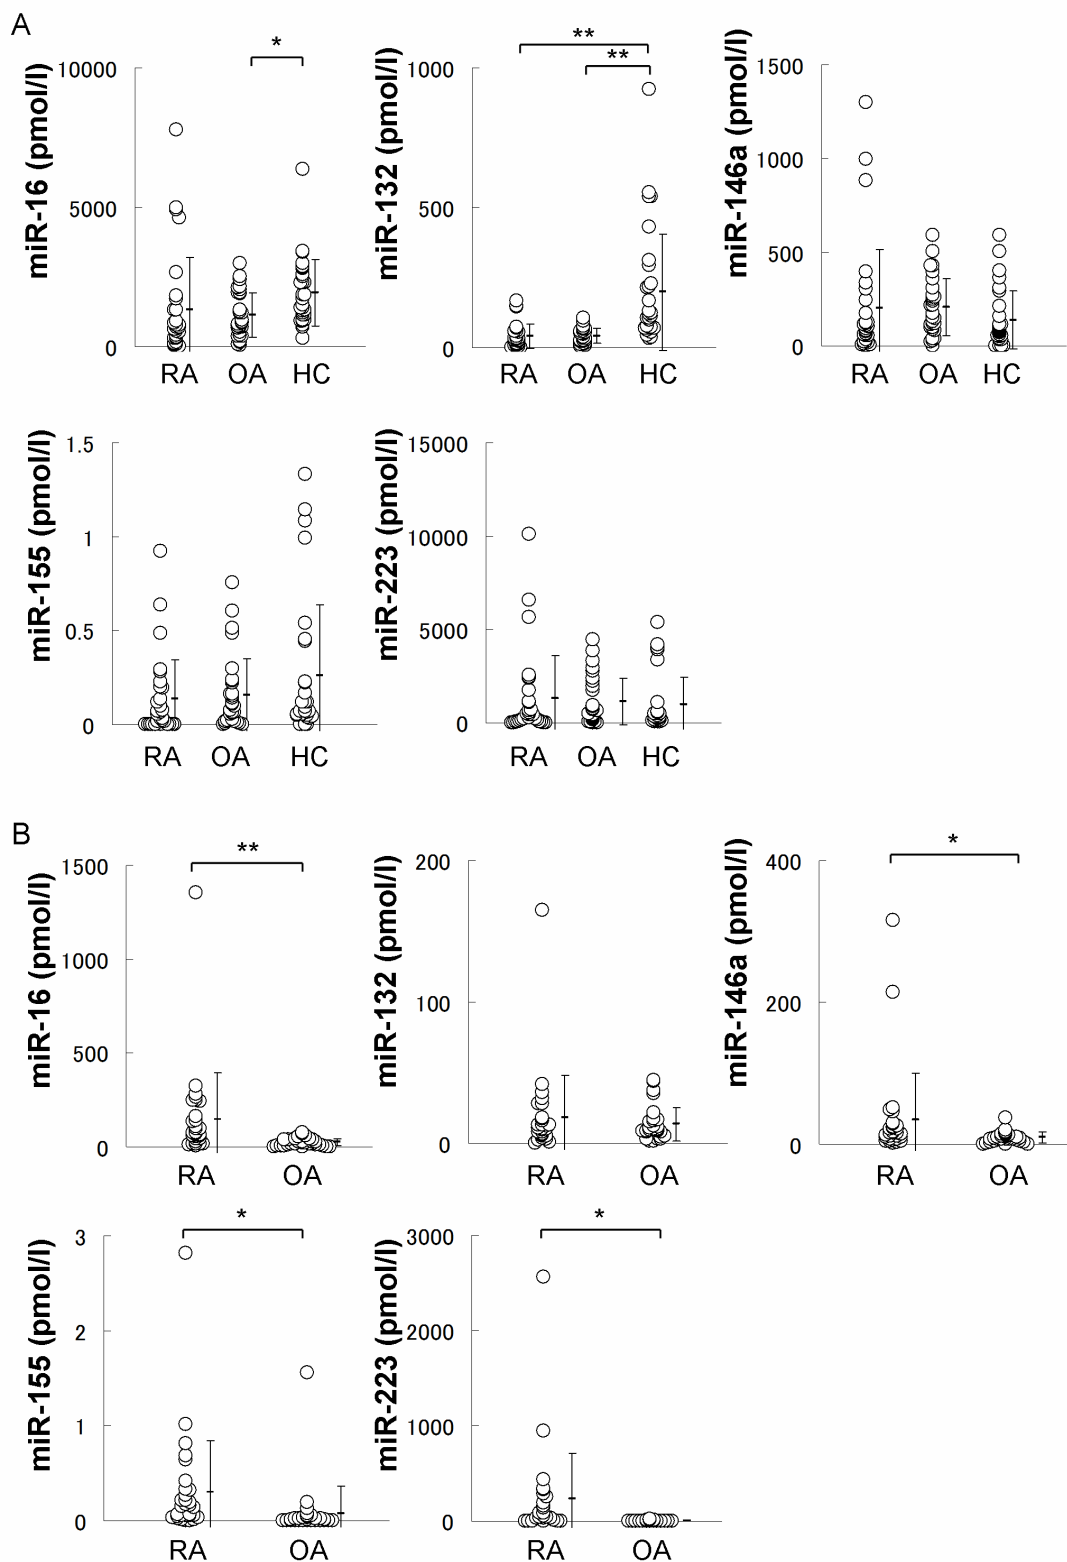 A
miR-16 (pmol/l)
10000
5000
0
*
RA OA HC
miR-132 (pmol/l)
1000
500
0
**
**
RA OA HC
miR-146a (pmol/l)
1500
1000
500
0
RA OA HC
miR-155 (pmol/l)
1.5
1
0.5
0
RA OA HC
miR-223 (pmol/l)
15000
10000
5000
0
RA OA HC
B
miR-16 (pmol/l)
1500
1000
500
0
**
RA OA
miR-132 (pmol/l)
200
100
0
RA OA
miR-146a (pmol/l)
400
200
0
*
RA OA
miR-155 (pmol/l)
3
2
1
0
*
RA OA
miR-223 (pmol/l)
3000
2000
1000
0
*
RA OA